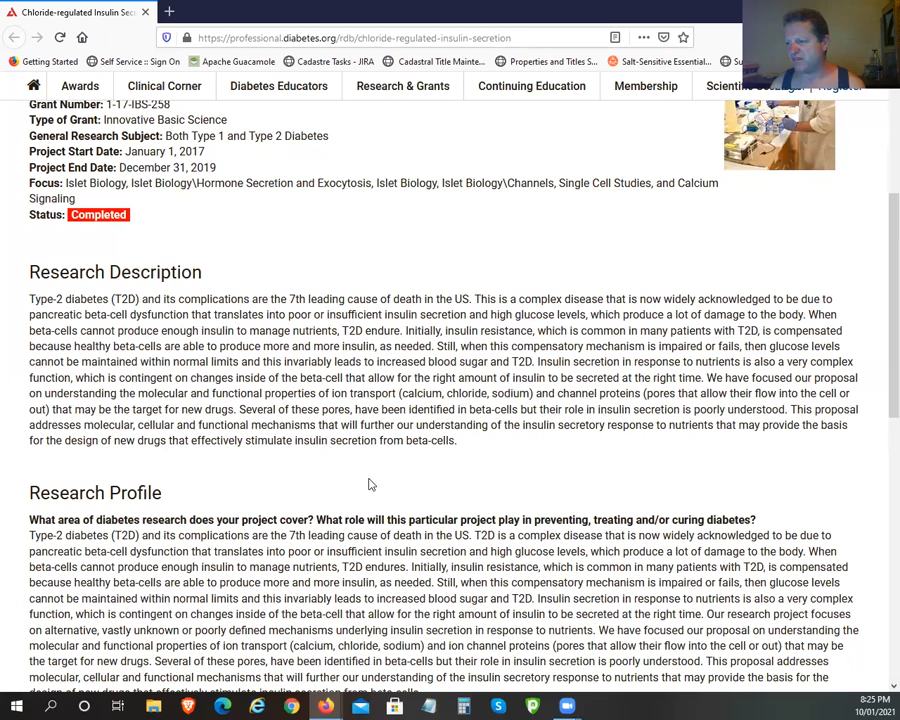 Chloride-regulated Insulin Sec
https://professional.diabetes.org/rdb/chloride-regulated-insulin-secretion
Getting Started Self Service :: Sign On Apache Guacamole Cadastre Tasks - JIRA Cadastral Title Mainte... Properties and Titles S... Salt-Sensitive Essential...
Awards Clinical Corner Diabetes Educators Research & Grants Continuing Education Membership
Grant Number: 1-17-IBS-258
Type of Grant: Innovative Basic Science
General Research Subject: Both Type 1 and Type 2 Diabetes
Project Start Date: January 1, 2017
Project End Date: December 31, 2019
Focus: Islet Biology, Islet Biology\Hormone Secretion and Exocytosis, Islet Biology, Islet Biology\Channels, Single Cell Studies, and Calcium
Signaling
Status: Completed
Research Description
Type-2 diabetes (T2D) and its complications are the 7th leading cause of death in the US. This is a complex disease that is now widely acknowledged to be due to
pancreatic beta-cell dysfunction that translates into poor or insufficient insulin secretion and high glucose levels, which produce a lot of damage to the body. When
beta-cells cannot produce enough insulin to manage nutrients, T2D endure. Initially, insulin resistance, which is common in many patients with T2D, is compensated
because healthy beta-cells are able to produce more and more insulin, as needed. Still, when this compensatory mechanism is impaired or fails, then glucose levels
cannot be maintained within normal limits and this invariably leads to increased blood sugar and T2D. Insulin secretion in response to nutrients is also a very complex
function, which is contingent on changes inside of the beta-cell that allow for the right amount of insulin to be secreted at the right time. We have focused our proposal
on understanding the molecular and functional properties of ion transport (calcium, chloride, sodium) and channel proteins (pores that allow their flow into the cell or
out) that may be the target for new drugs. Several of these pores, have been identified in beta-cells but their role in insulin secretion is poorly understood. This proposal
addresses molecular, cellular and functional mechanisms that will further our understanding of the insulin secretory response to nutrients that may provide the basis
for the design of new drugs that effectively stimulate insulin secretion from beta-cells.
Research Profile
What area of diabetes research does your project cover? What role will this particular project play in preventing, treating and/or curing diabetes?
Type-2 diabetes (T2D) and its complications are the 7th leading cause of death in the US. T2D is a complex disease that is now widely acknowledged to be due to
pancreatic beta-cell dysfunction that translates into poor or insufficient insulin secretion and high glucose levels, which produce a lot of damage to the body. When
beta-cells cannot produce enough insulin to manage nutrients, T2D endures. Initially, insulin resistance, which is common in many patients with T2D, is compensated
because healthy beta-cells are able to produce more and more insulin, as needed. Still, when this compensatory mechanism is impaired or fails, then glucose levels
cannot be maintained within normal limits and this invariably leads to increased blood sugar and T2D. Insulin secretion in response to nutrients is also a very complex
function, which is contingent on changes inside of the beta-cell that allow for the right amount of insulin to be secreted at the right time. Our research project focuses
on alternative, vastly unknown or poorly defined mechanisms underlying insulin secretion in response to nutrients. We have focused our proposal on understanding the
molecular and functional properties of ion transport (calcium, chloride, sodium) and ion channel proteins (pores that allow their flow into the cell or out) that may be
the target for new drugs. Several of these pores, have been identified in beta-cells but their role in insulin secretion is poorly understood. This proposal addresses
molecular, cellular and functional mechanisms that will further our understanding of the insulin secretory response to nutrients that may provide the basis for the
design of new drugs that effectively stimulate insulin secretion from beta-cells.
8:25 PM
10/01/2021